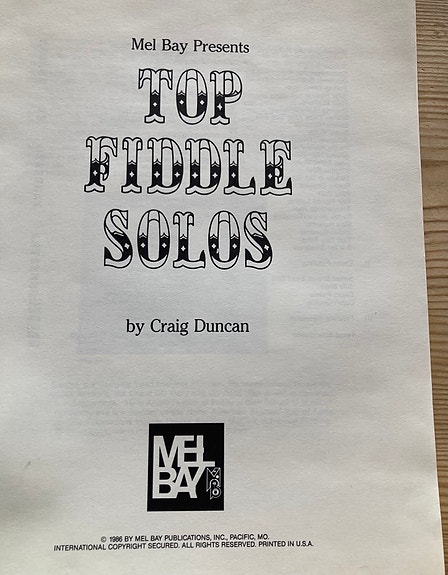 Mel Bay Presents
TOP
FIDDLE
SOLOS
by Craig Duncan
MEL
BAY
© 1986 BY MEL BAY PUBLICATIONS, INC., PACIFIC, MO.
INTERNATIONAL COPYRIGHT SECURED. ALL RIGHTS RESERVED. PRINTED IN U.S.A.